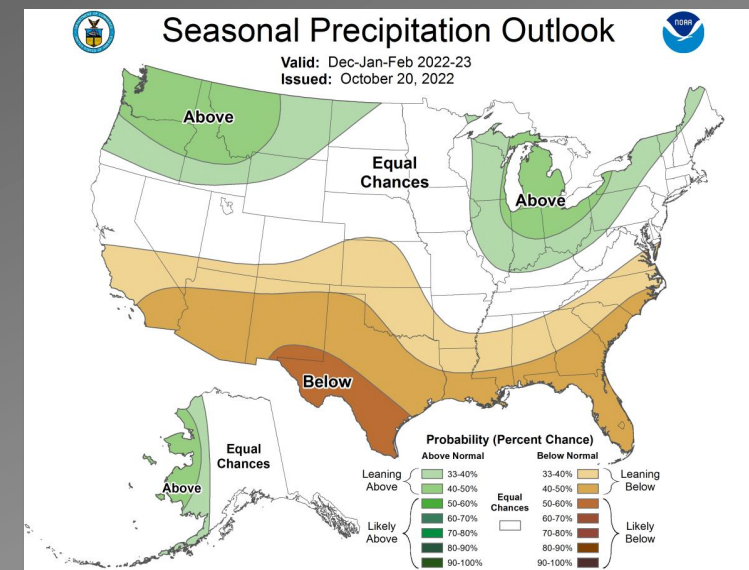 Seasonal Precipitation Outlook
NOAA
Valid: Dec-Jan-Feb 2022-23
Issued: October 20, 2022
Above
Equal
Chances
Above
Below
Equal
Chances
Above
Probability (Percent Chance)
Above Normal
Below Normal
Leaning
Above
33-40%
40-50%
Likely
Above
50-60%
60-70%
70-80%
80-90%
90-100%
Equal
Chances
33-40%
40-50%
Leaning
Below
50-60%
60-70%
70-80%
80-90%
90-100%
Likely
Below